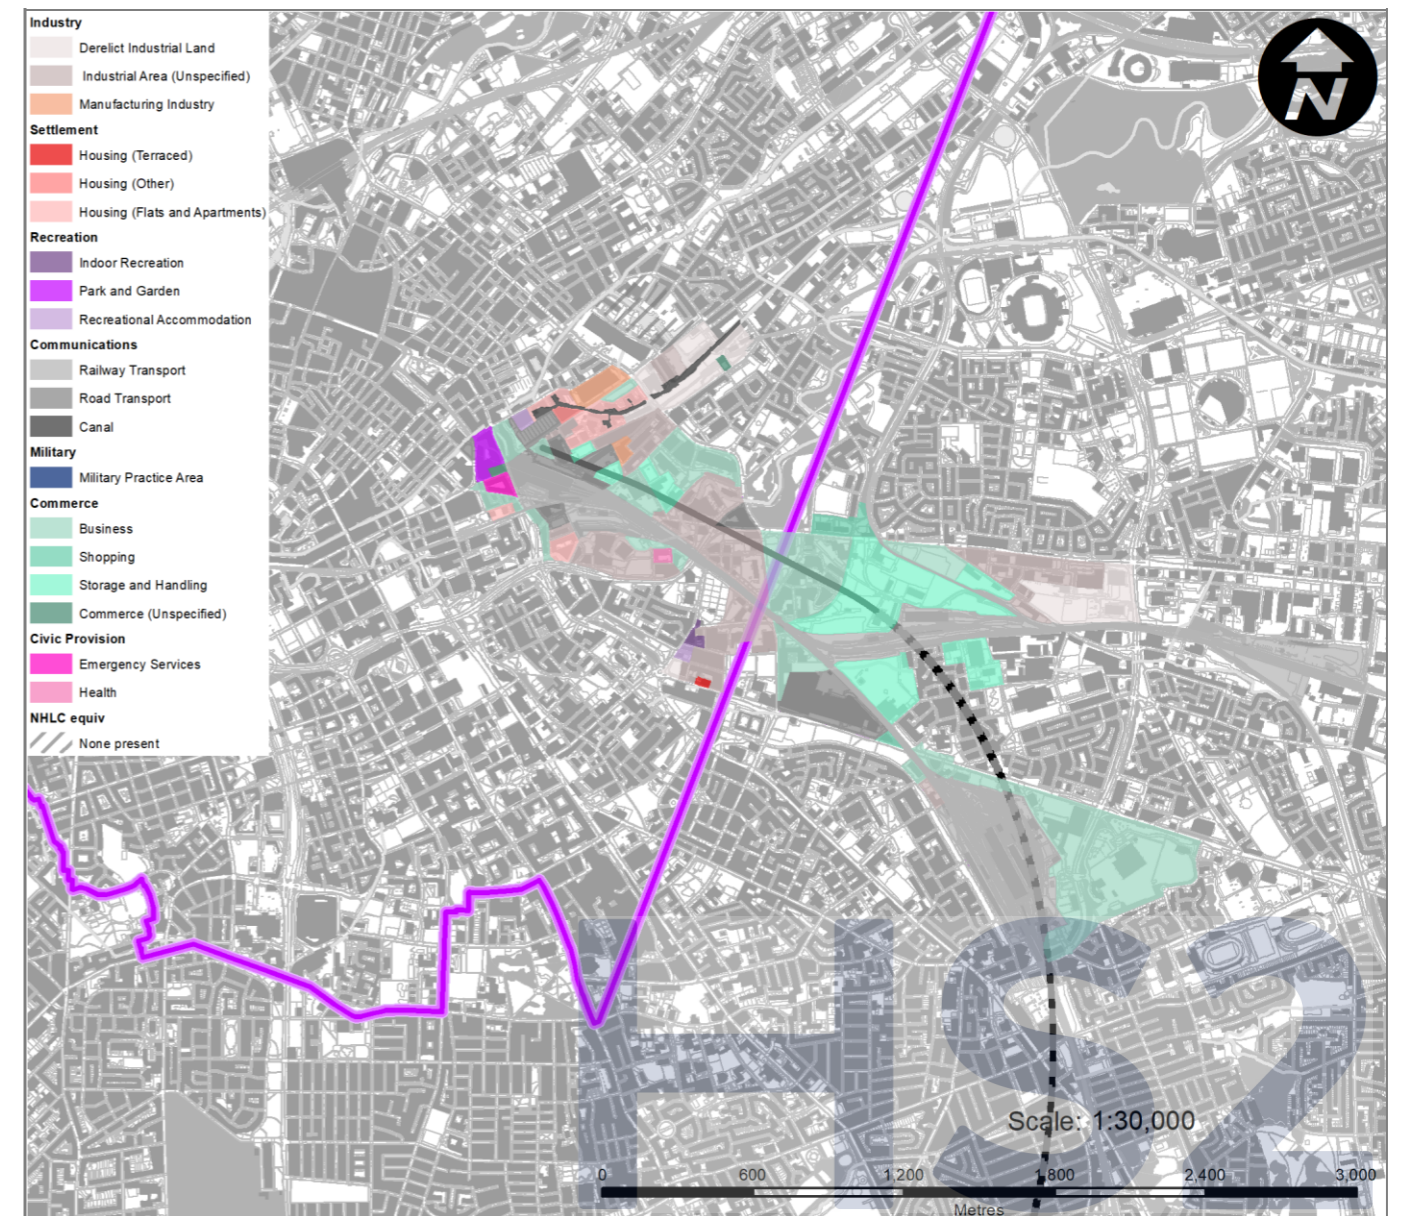 Industry
Derelict Industrial Land
Industrial Area (Unspecified)
Manufacturing Industry
Settlement
Housing (Terraced)
Housing (Other)
Housing (Flats and Apartments)
Recreation
Indoor Recreation
Park and Garden
Recreational Accommodation
Communications
Railway Transport
Road Transport
Canal
Military
Military Practice Area
Commerce
Business
Shopping
Storage and Handling
Commerce (Unspecified)
Civic Provision
Emergency Services
Health
NHLC equiv
None present
N
HS2
Scale: 1:30,000
0 600 1,200 1,800 2,400 3,000
Metres